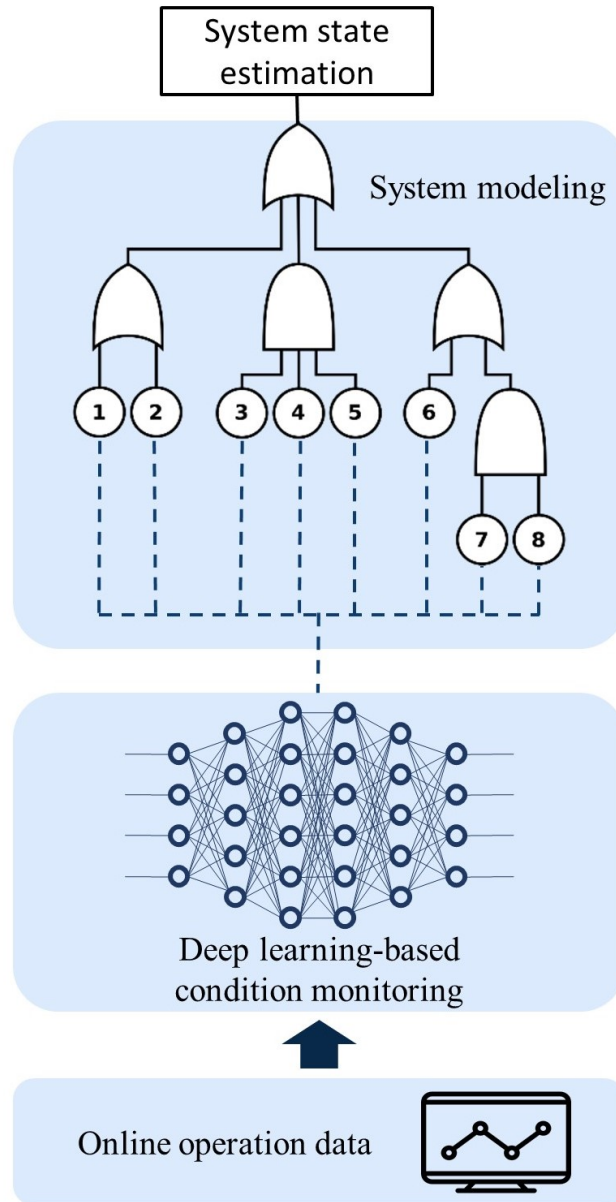 System state
estimation
System modeling
1 2 3 4 5 6
7 8
Deep learning-based
condition monitoring
Online operation data